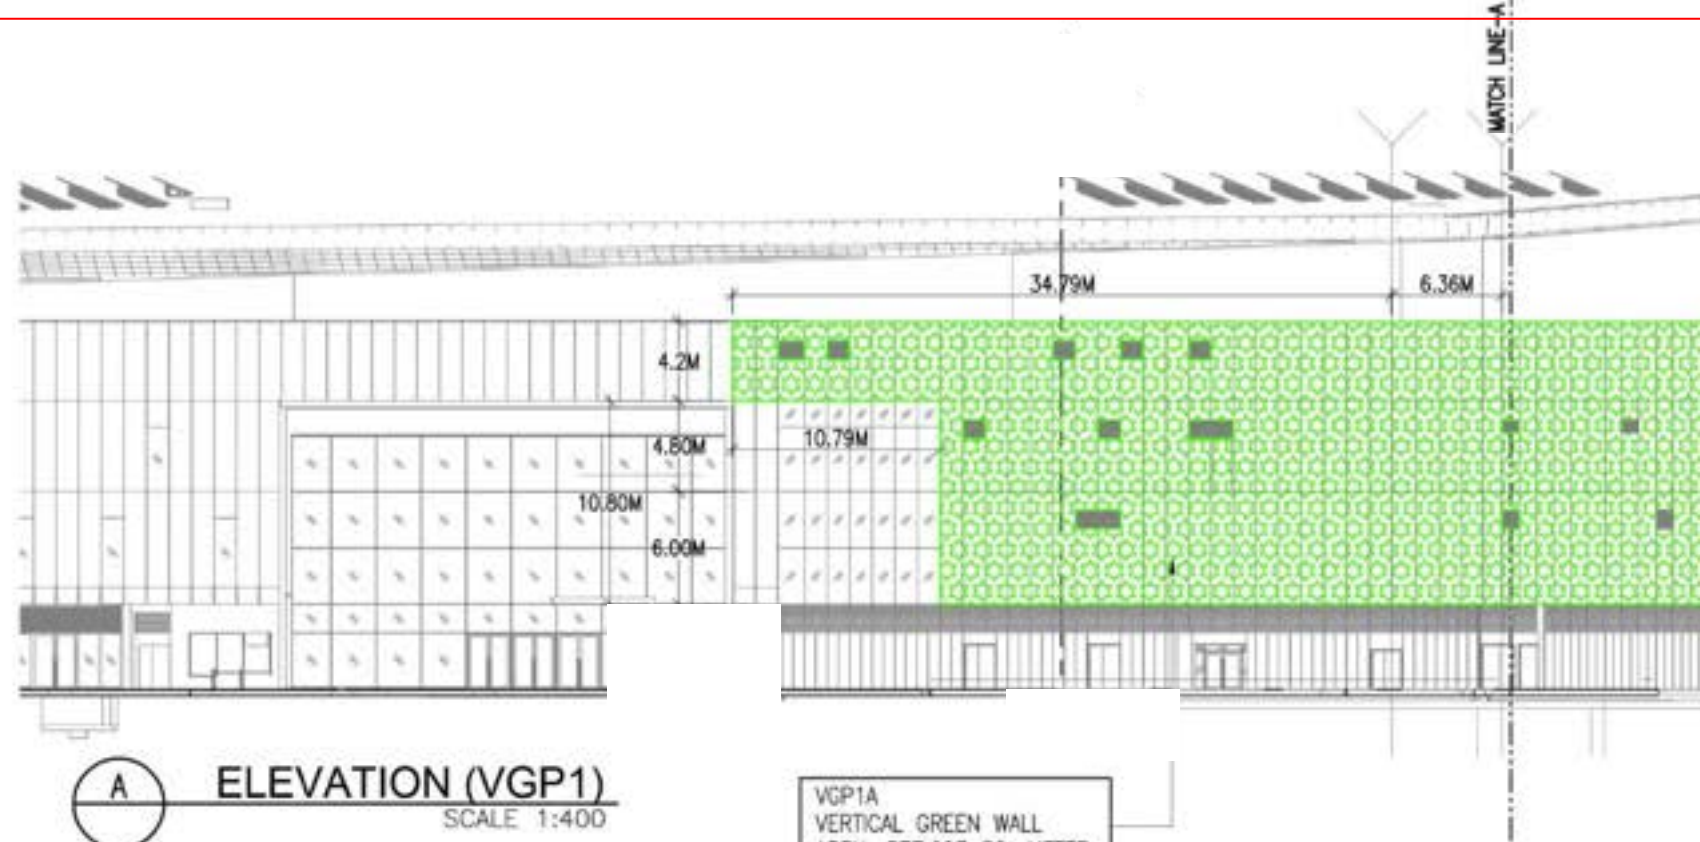 MATCH LINE-A
34.79M
6.36M
4.2M
4.80M
10.79M
10.80M
6.00M
A
ELEVATION (VGP1)
SCALE 1:400
VGP1A
VERTICAL GREEN WALL